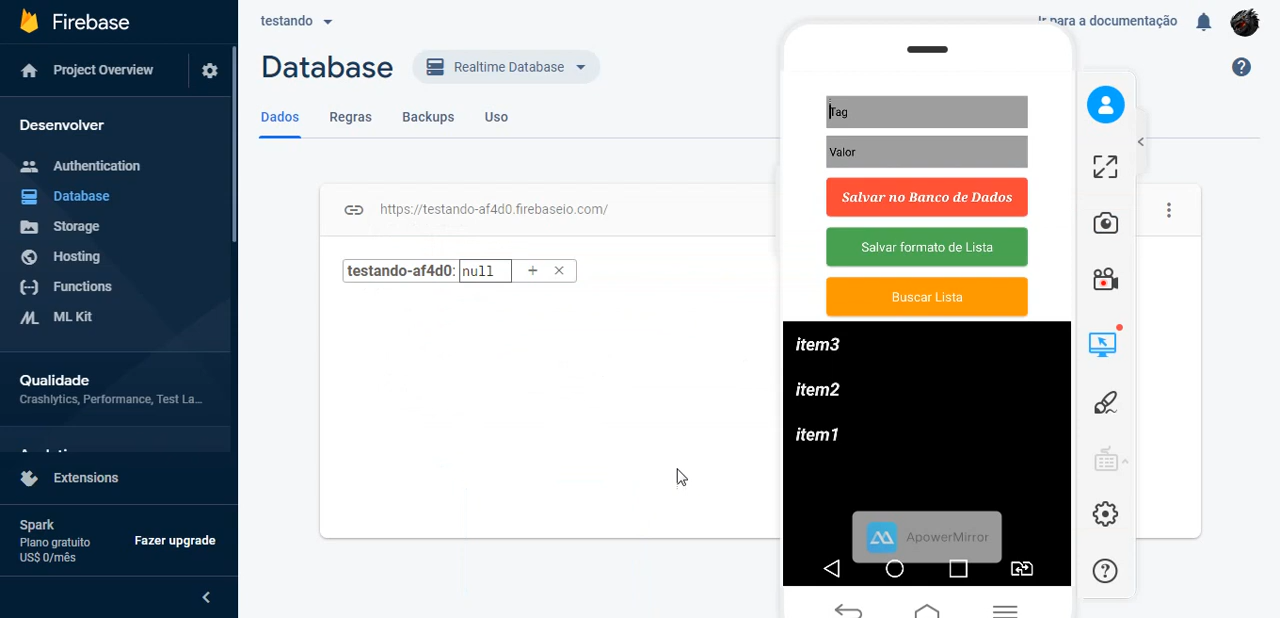 Firebase
Project Overview
Desenvolver
Authentication
Database
Storage
Hosting
Functions
ML Kit
Qualidade
Crashlytics, Performance, Test La...
Extensions
Spark
Plano gratuito
US$ 0/mês
Fazer upgrade
testando
Ir para a documentação
Database
Realtime Database
Dados
Regras
Backups
Uso
https://testando-af4d0.firebaseio.com/
testando-af4d0: null
Tag
Valor
Salvar no Banco de Dados
Salvar formato de Lista
Buscar Lista
item3
item2
item1
ApowerMirror